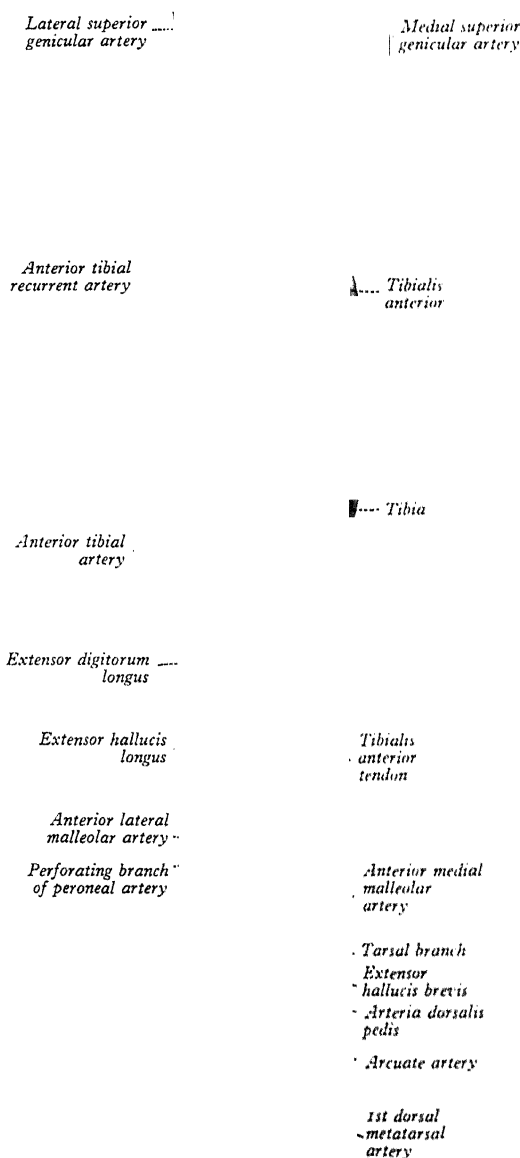 Lateral superior
genicular artery
Medial superior
genicular artery
Anterior tibial
recurrent artery
Tibialis
anterior
Tibia
Anterior tibial
artery
Extensor digitorum
longus
Extensor hallucis
longus
Tibialis
anterior
tendon
Anterior lateral
malleolar artery
Perforating branch
of peroneal artery
Anterior medial
malleolar
artery
Tarsal branch
Extensor
hallucis brevis
Arteria dorsalis
pedis
Arcuate artery
1st dorsal
metatarsal
artery